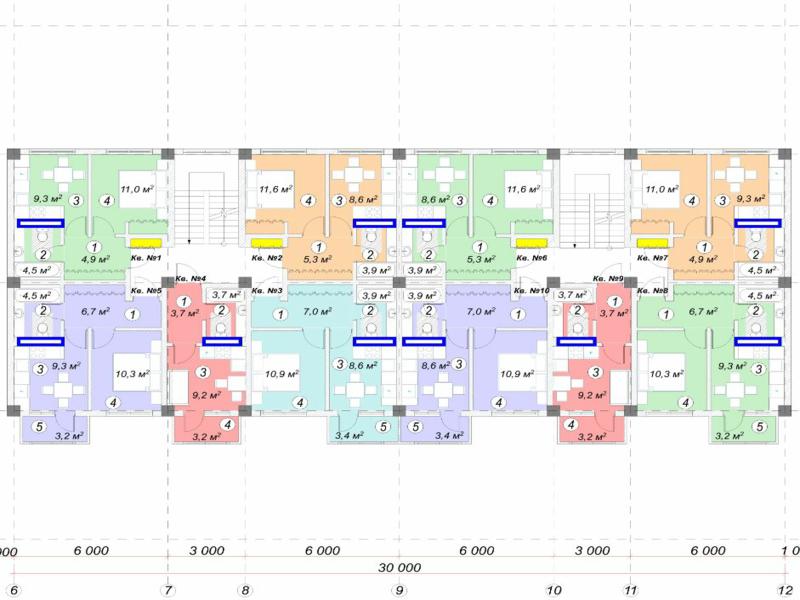 9,3 м² 3 4 11,0 м² 11,6 м² 4 3 8,6 м² 8,6 м² 3 4 11,6 м² 11,0 м² 4 3 9,3 м²
2 1 1 2 2 1 1 2
4,5 м² 4,9 м² Кв. №1 Кв. №2 5,3 м² 3,9 м² 3,9 м² 5,3 м² Кв. №6 Кв. №7 4,9 м² 4,5 м²
Кв. №4 Кв. №9
4,5 м² Кв. №5 3,7 м² Кв. №3 3,9 м² 3,9 м² Кв. №10 3,7 м² Кв. №8 4,5 м²
2 6,7 м² 1 1 3,7 м² 2 1 7,0 м² 2 2 7,0 м² 1 2 1 3,7 м² 1 6,7 м² 2
3 9,3 м² 10,3 м² 3 10,9 м² 3 8,6 м² 8,6 м² 3 10,9 м² 3 10,3 м² 3 9,3 м²
4 9,2 м² 4 4 9,2 м² 4
5 3,2 м² 3,2 м² 4 3,4 м² 5 5 3,4 м² 4 3,2 м² 3,2 м² 5
6 000 3 000 6 000 6 000 3 000 6 000
30 000
6 7 8 9 10 11 12